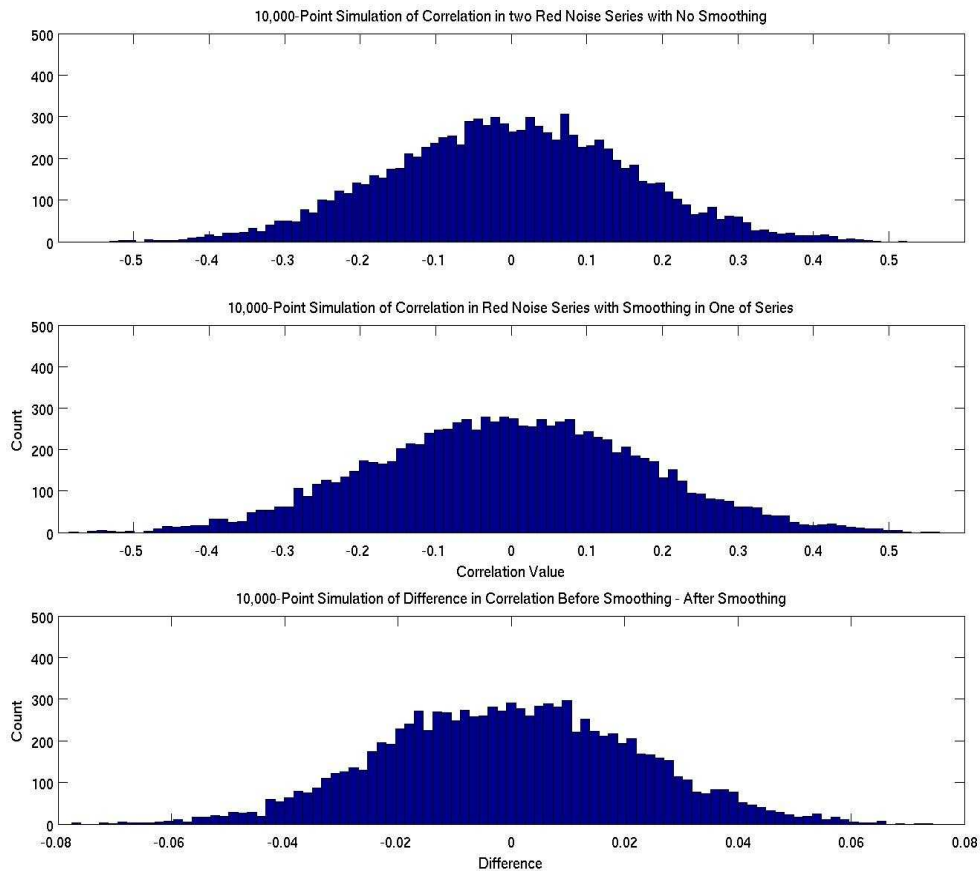 10,000-Point Simulation of Correlation in two Red Noise Series with No Smoothing
500
400
300
200
100
0
-0.5 -0.4 -0.3 -0.2 -0.1 0 0.1 0.2 0.3 0.4 0.5
10,000-Point Simulation of Correlation in Red Noise Series with Smoothing in One of Series
500
400
300
200
100
0
Count
-0.5 -0.4 -0.3 -0.2 -0.1 0 0.1 0.2 0.3 0.4 0.5
Correlation Value
10,000-Point Simulation of Difference in Correlation Before Smoothing - After Smoothing
500
400
300
200
100
0
Count
-0.08 -0.06 -0.04 -0.02 0 0.02 0.04 0.06 0.08
Difference